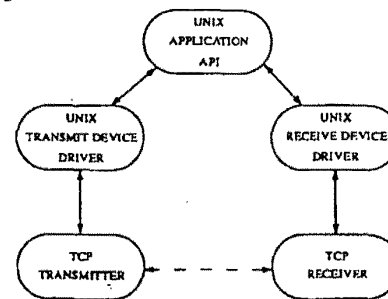 UNIX
APPLICATION
API
UNIX
TRANSMIT DEVICE
DRIVER
UNIX
RECEIVE DEVICE
DRIVER
TCP
TRANSMITTER
TCP
RECEIVER